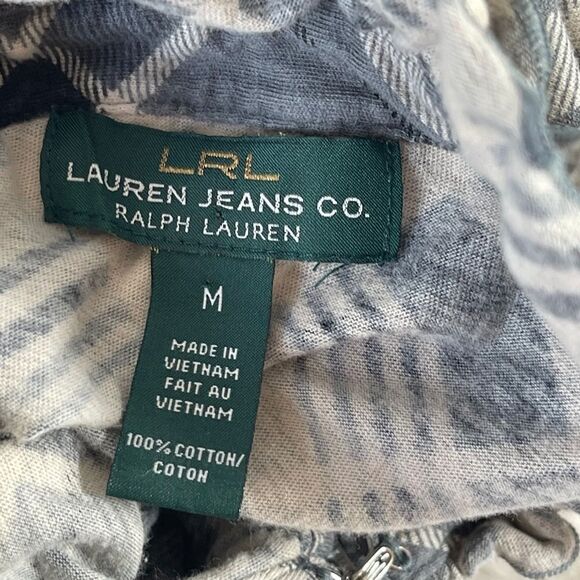 LRL
LAUREN JEANS CO.
RALPH LAUREN
M
MADE IN
VIETNAM
FAIT AU
VIETNAM
100% COTTON/
COTON